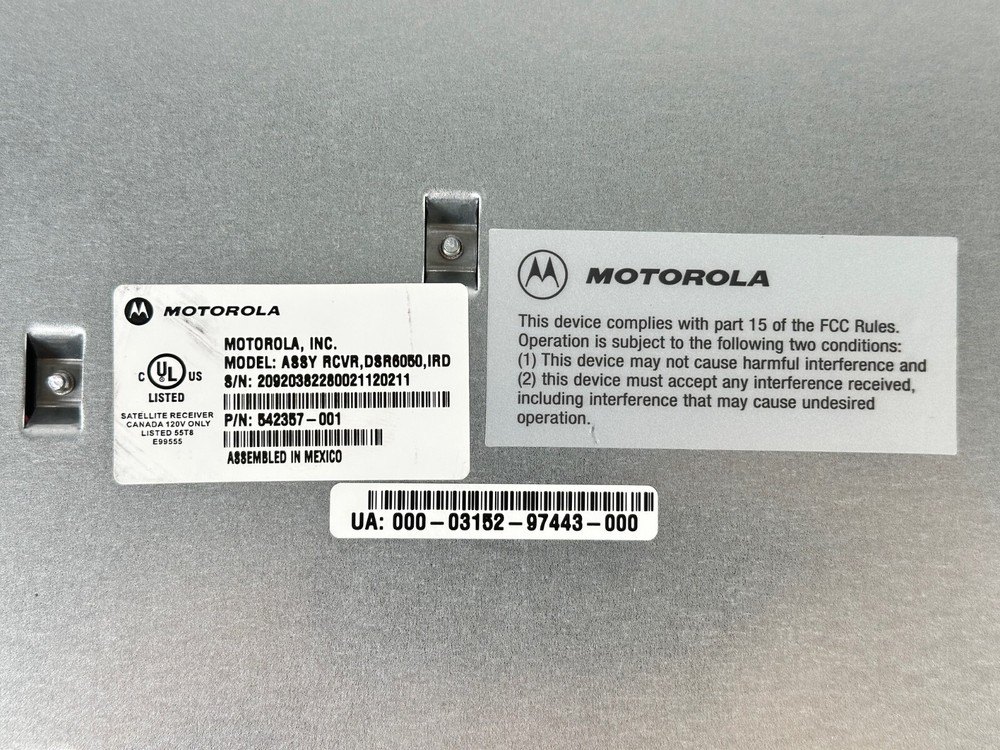 MOTOROLA
MOTOROLA, INC.
MODEL: ASSY RCVR,DSR6050,IRD
S/N: 20920382280021120211
P/N: 542357-001
ASSEMBLED IN MEXICO
C UL US
LISTED
SATELLITE RECEIVER
CANADA 120V ONLY
LISTED 55T8
E99555
MOTOROLA
This device complies with part 15 of the FCC Rules.
Operation is subject to the following two conditions:
(1) This device may not cause harmful interference and
(2) this device must accept any interference received,
including interference that may cause undesired
operation.
UA: 000-03152-97443-000